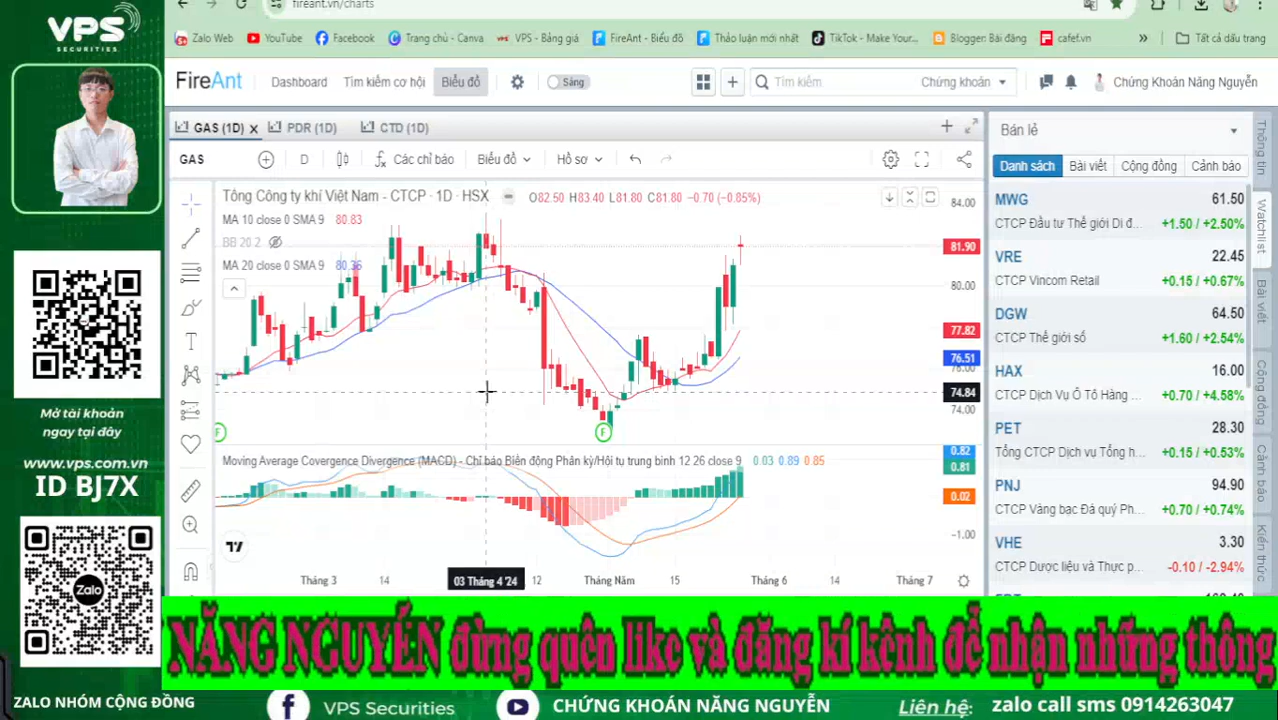 VPS
SECURITIES
Mở tài khoản
ngay tại đây
www.vps.com.vn
ID BJ7X
Zalo
ZALO NHÓM CỘNG ĐỒNG
fireant.vn/charts
Zalo Web
YouTube
Facebook
Trang chủ - Canva
VPS - Bảng giá
FireAnt - Biểu đồ
Thảo luận mới nhất
TikTok - Make Your...
Blogger: Bài đăng
cafef.vn
Tất cả dấu trang
FireAnt
Dashboard
Tìm kiếm cơ hội
Biểu đồ
Sáng
Tìm kiếm
Chứng khoán
Chứng Khoán Năng Nguyễn
GAS (1D) x
PDR (1D)
CTD (1D)
GAS
D
Các chỉ báo
Biểu đồ
Hồ sơ
Tổng Công ty khí Việt Nam - CTCP · 1D · HSX
O82.50 H83.40 L81.80 C81.80 −0.70 (−0.85%)
MA 10 close 0 SMA 9 80.83
BB 20 2
MA 20 close 0 SMA 9 80.36
84.00
81.90
80.00
77.82
76.51
76.00
74.84
74.00
F
F
Moving Average Covergence Divergence (MACD) - Chỉ báo Biến động Phân kỳ/Hội tụ trung bình 12 26 close 9 0.03 0.89 0.85
0.82
0.81
0.02
−1.00
Tháng 3
14
03 Tháng 4 '24
12
Tháng Năm
15
Tháng 6
Tháng 7
Bán lẻ
Danh sách
Bài viết
Cộng đồng
Cảnh báo
MWG 61.50
CTCP Đầu tư Thế giới Di đ... +1.50 / +2.50%
VRE 22.45
CTCP Vincom Retail +0.15 / +0.67%
DGW 64.50
CTCP Thế giới số +1.60 / +2.54%
HAX 16.00
CTCP Dịch Vụ Ô Tô Hàng ... +0.70 / +4.58%
PET 28.30
Tổng CTCP Dịch vụ Tổng h... +0.15 / +0.53%
PNJ 94.90
CTCP Vàng bạc Đá quý Ph... +0.70 / +0.74%
VHE 3.30
CTCP Dược liệu và Thực p... -0.10 / -2.94%
Thông tin
Watchlist
Bài viết
Cộng đồng
Cảnh báo
Kiến thức
NĂNG NGUYỄN đừng quên like và đăng kí kênh để nhận những thông
VPS Securities
CHỨNG KHOÁN NĂNG NGUYỄN
Liên hệ:
zalo call sms 0914263047